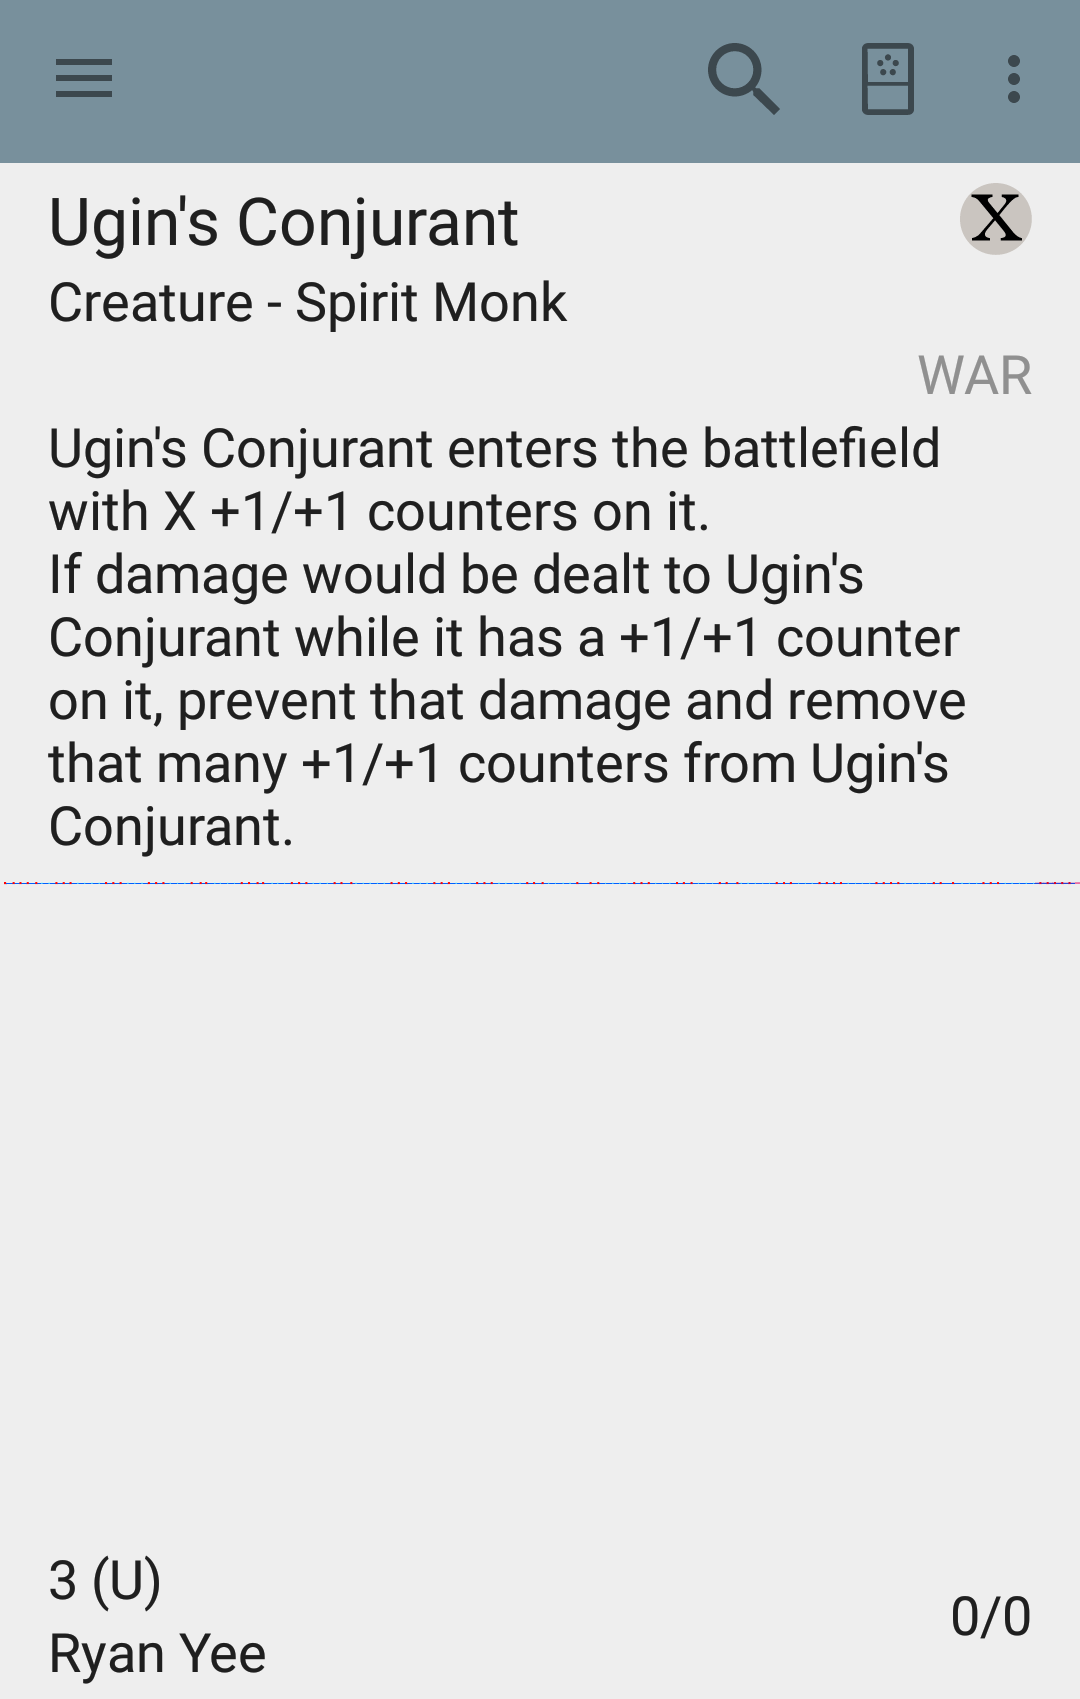 Ugin's Conjurant X
Creature - Spirit Monk
WAR
Ugin's Conjurant enters the battlefield
with X +1/+1 counters on it.
If damage would be dealt to Ugin's
Conjurant while it has a +1/+1 counter
on it, prevent that damage and remove
that many +1/+1 counters from Ugin's
Conjurant.
3 (U)
0/0
Ryan Yee